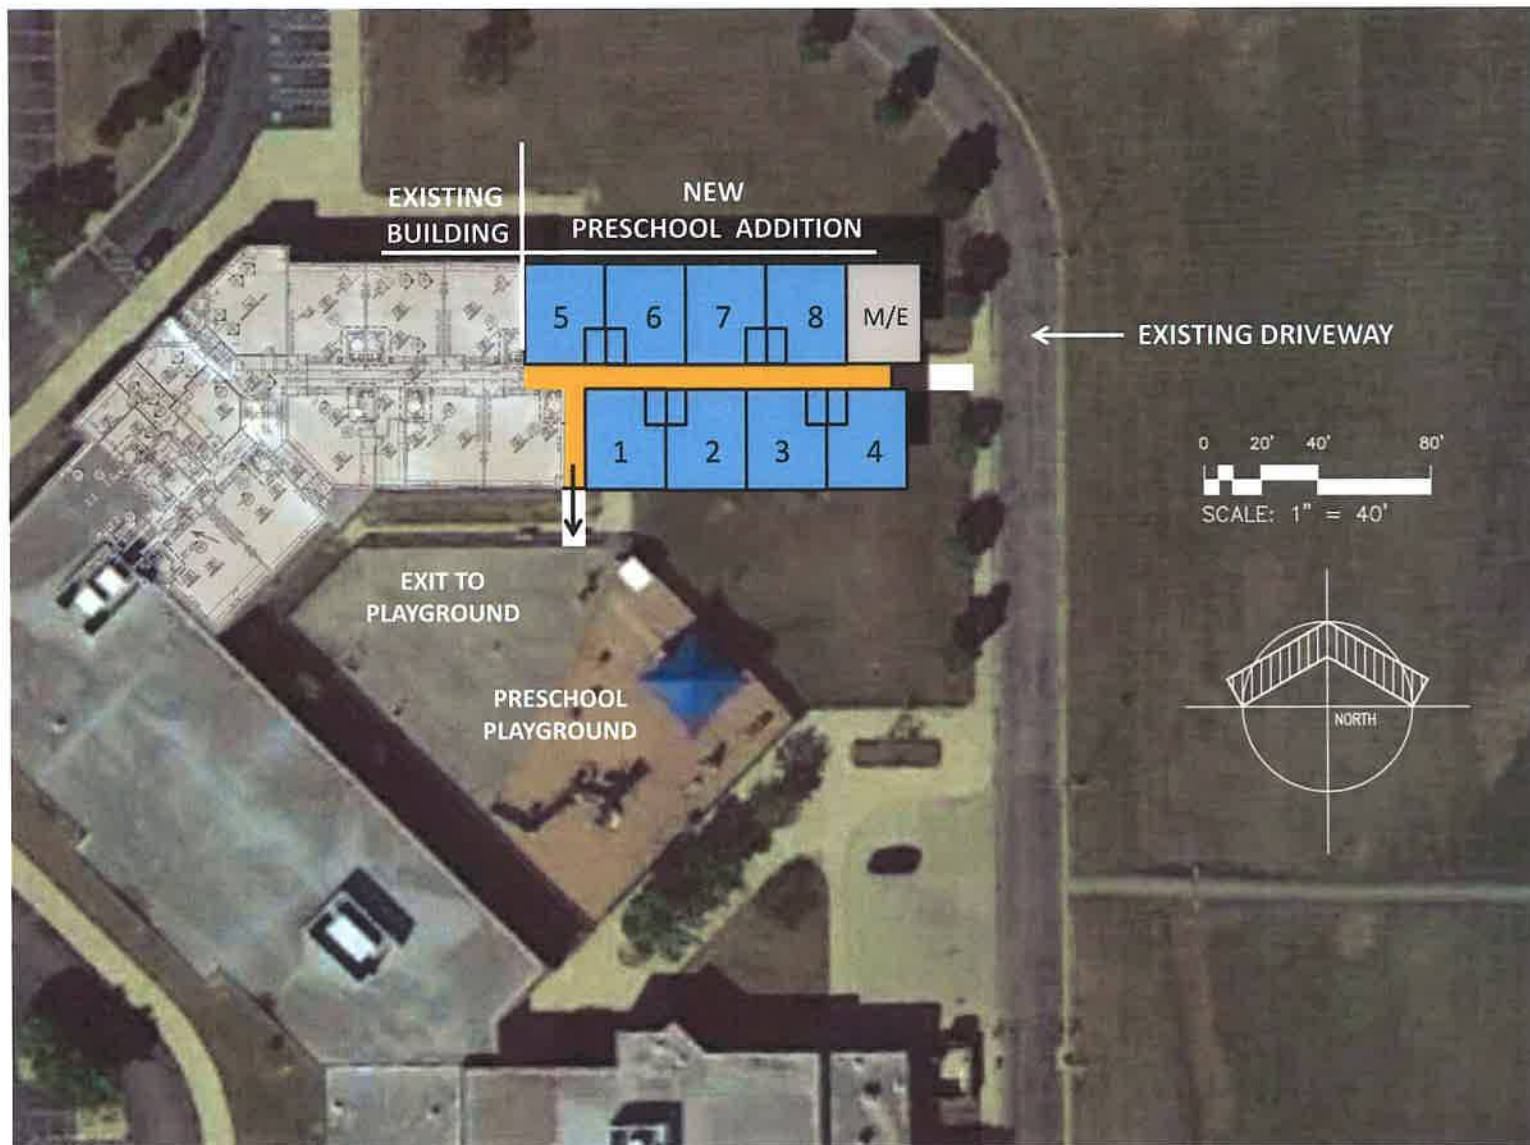 EXISTING
BUILDING
NEW
PRESCHOOL ADDITION
5
6
7
8
M/E
EXISTING DRIVEWAY
1
2
3
4
0 20' 40' 80'
SCALE: 1" = 40'
EXIT TO
PLAYGROUND
PRESCHOOL
PLAYGROUND
NORTH